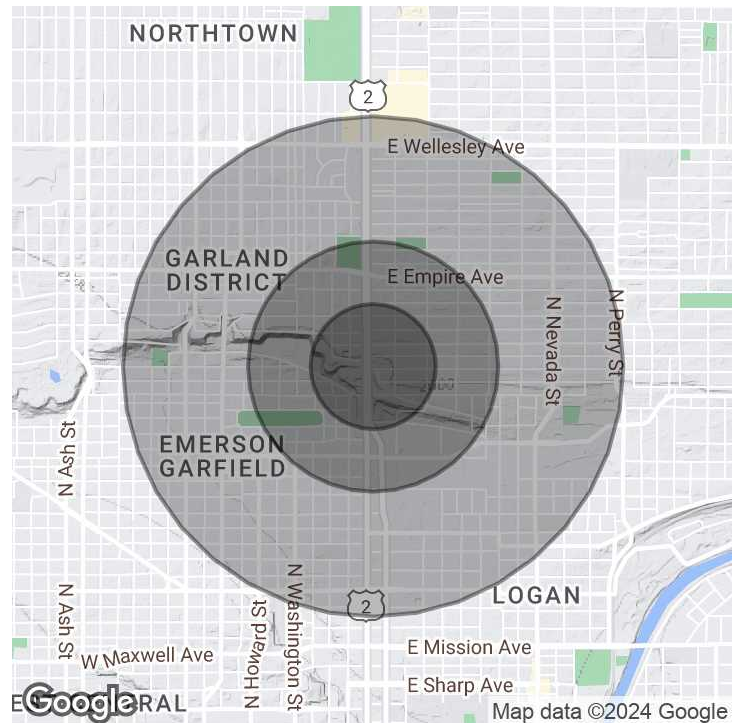 NORTHTOWN
2
E Wellesley Ave
GARLAND
DISTRICT
E Empire Ave
N Nevada St
N Perry St
EMERSON
GARFIELD
N Ash St
N Ash St
N Washington St
N Howard St
LOGAN
2
E Mission Ave
W Maxwell Ave
E Sharp Ave
Google
Map data ©2024 Google